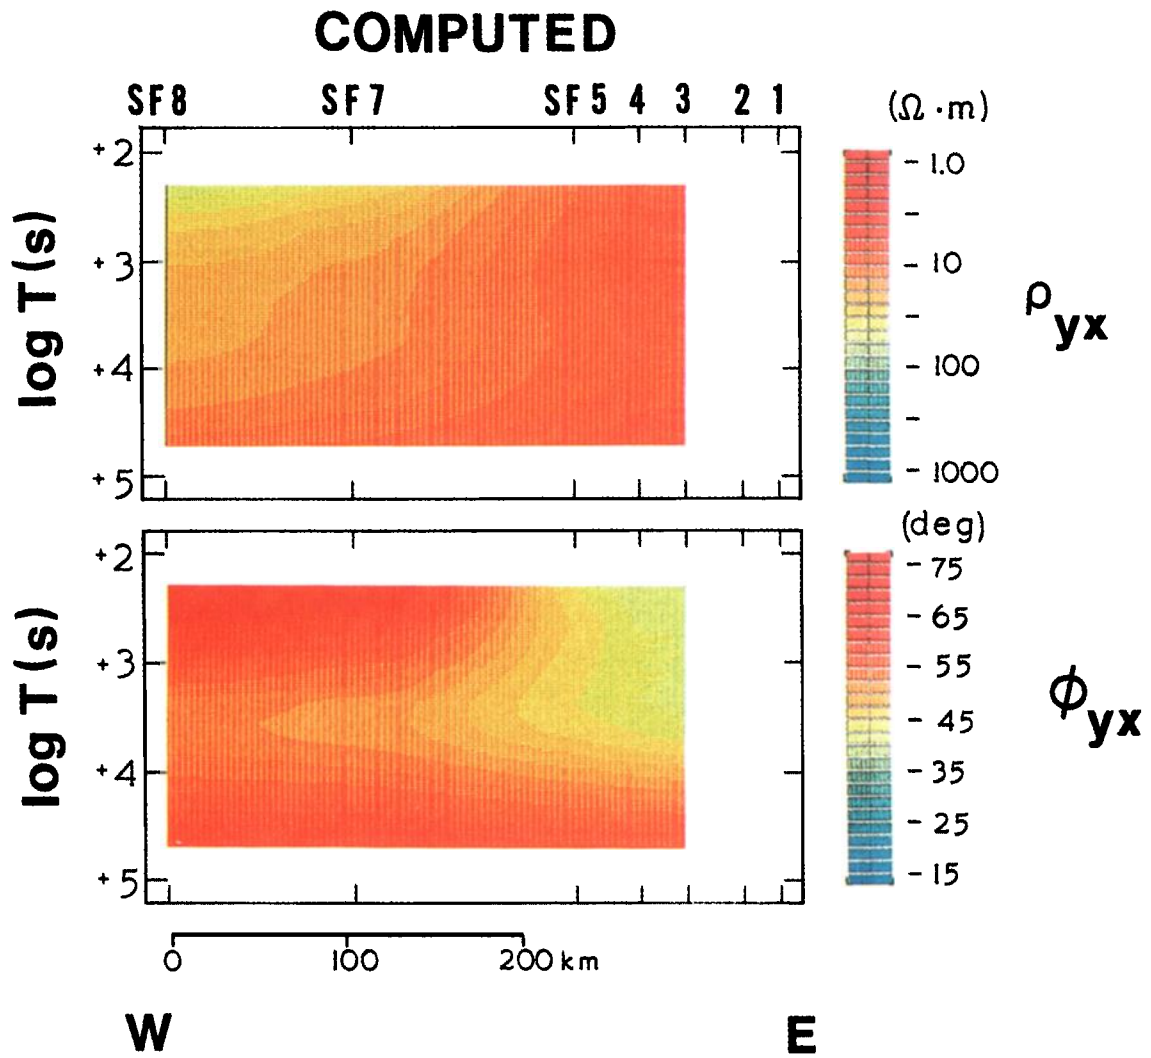 COMPUTED
SF8 SF7 SF5 4 3 2 1
(Ω·m)
+2
+3
+4
+5
log T(s)
- 1.0
- 10
- 100
- 1000
ρyx
(deg)
+2
+3
+4
+5
log T(s)
- 75
- 65
- 55
- 45
- 35
- 25
- 15
ϕyx
0 100 200 km
W E